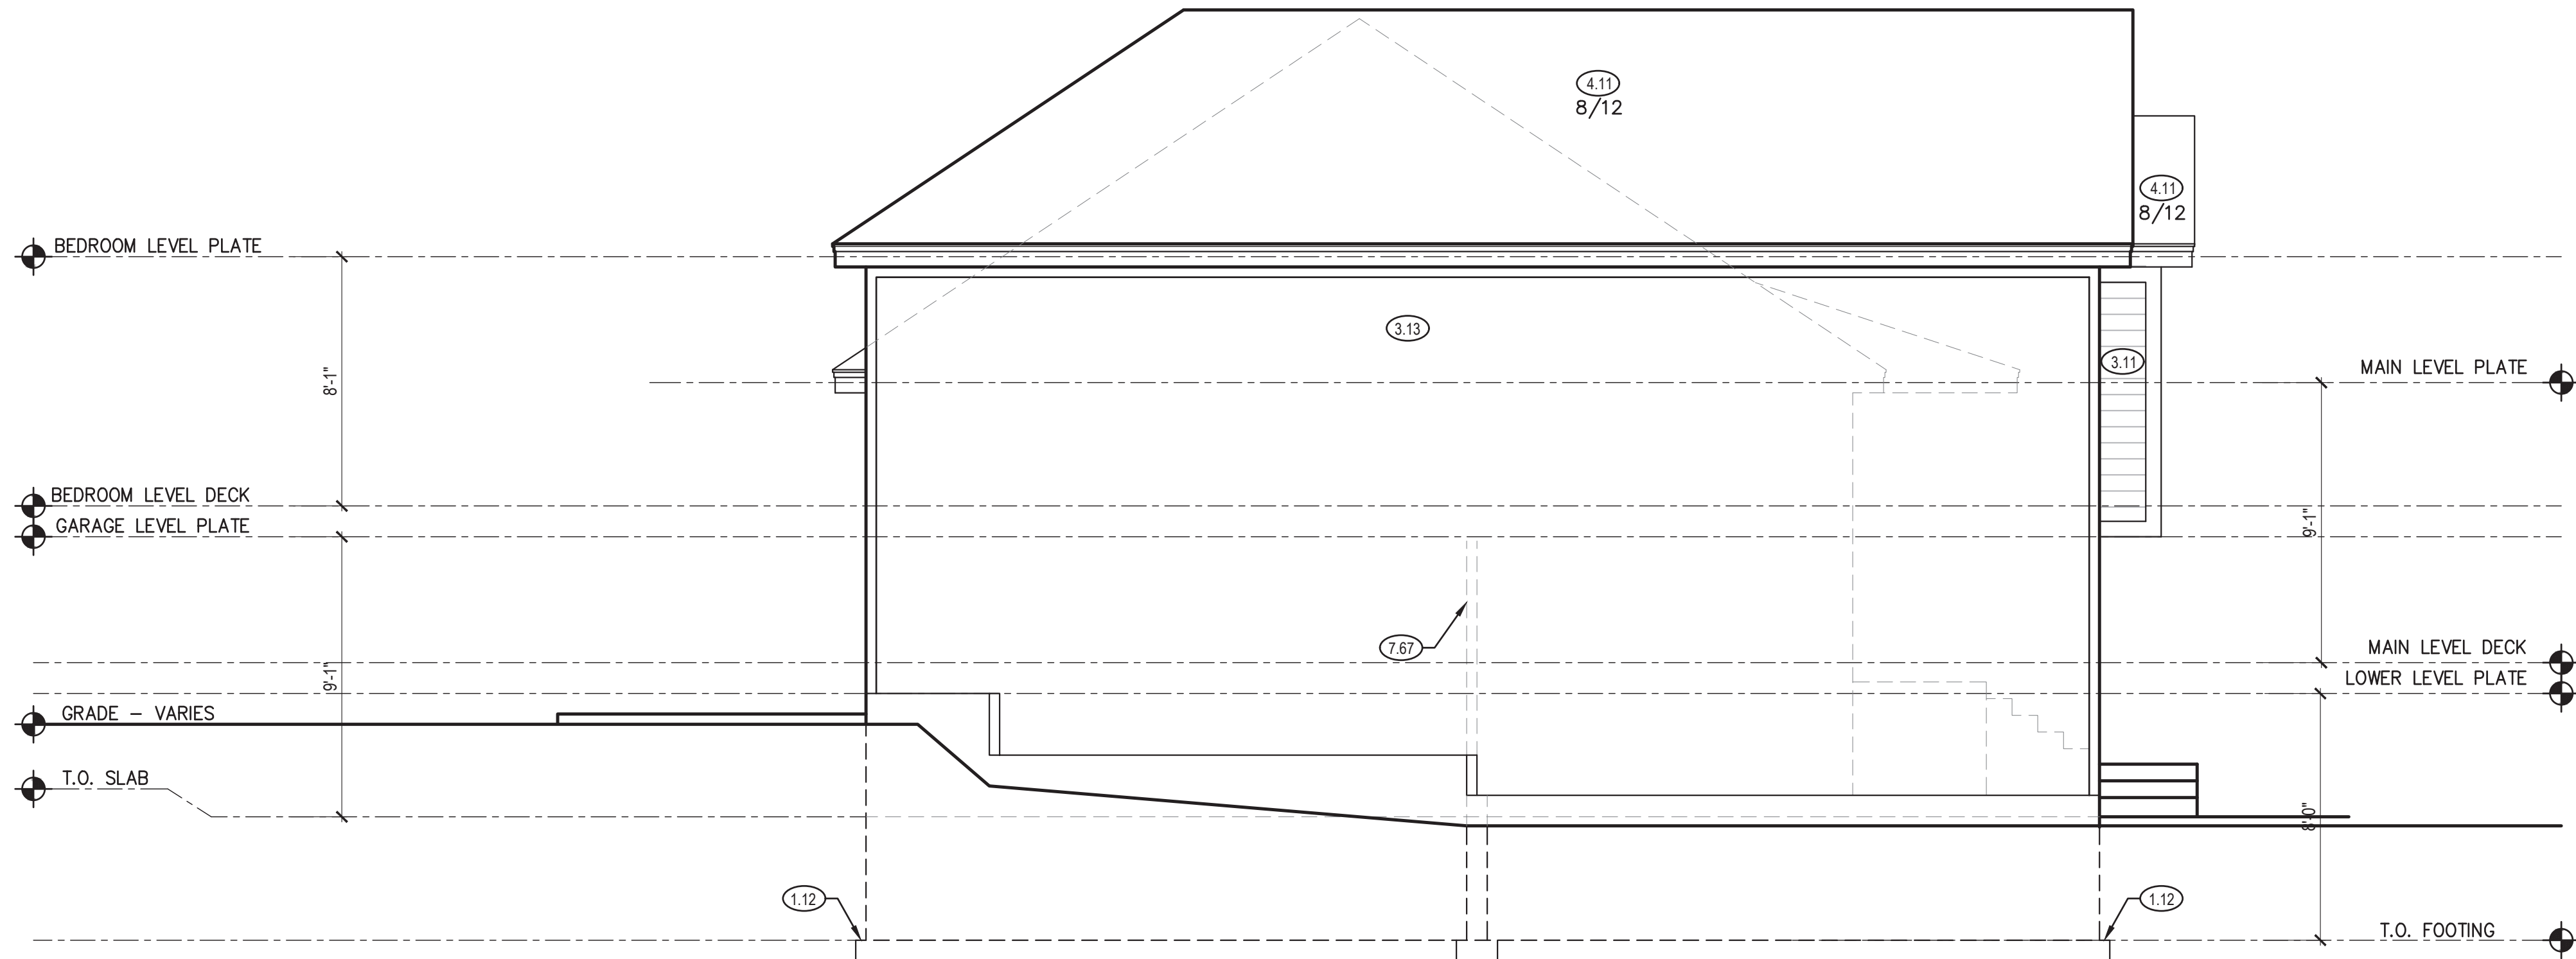 4.11
8/12
4.11
8/12
BEDROOM LEVEL PLATE
3.13
3.11
MAIN LEVEL PLATE
8'-1"
BEDROOM LEVEL DECK
GARAGE LEVEL PLATE
9'-1"
7.67
MAIN LEVEL DECK
LOWER LEVEL PLATE
9'-1"
GRADE – VARIES
T.O. SLAB
8'-0"
1.12
1.12
T.O. FOOTING